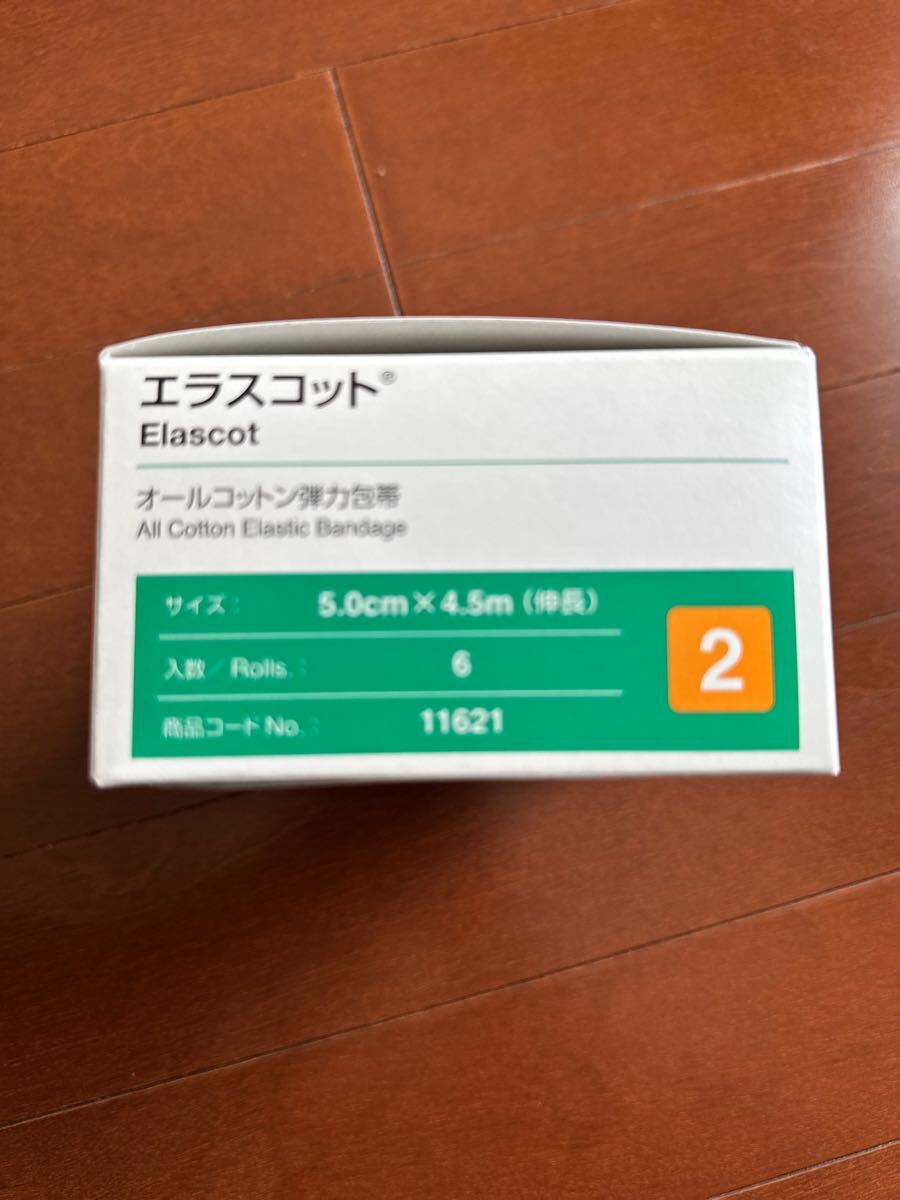 エラスコット®
Elascot
オールコットン弾力包帯
All Cotton Elastic Bandage
サイズ： 5.0cm×4.5m（伸長）
入数／Rolls.： 6
商品コードNo.： 11621
2